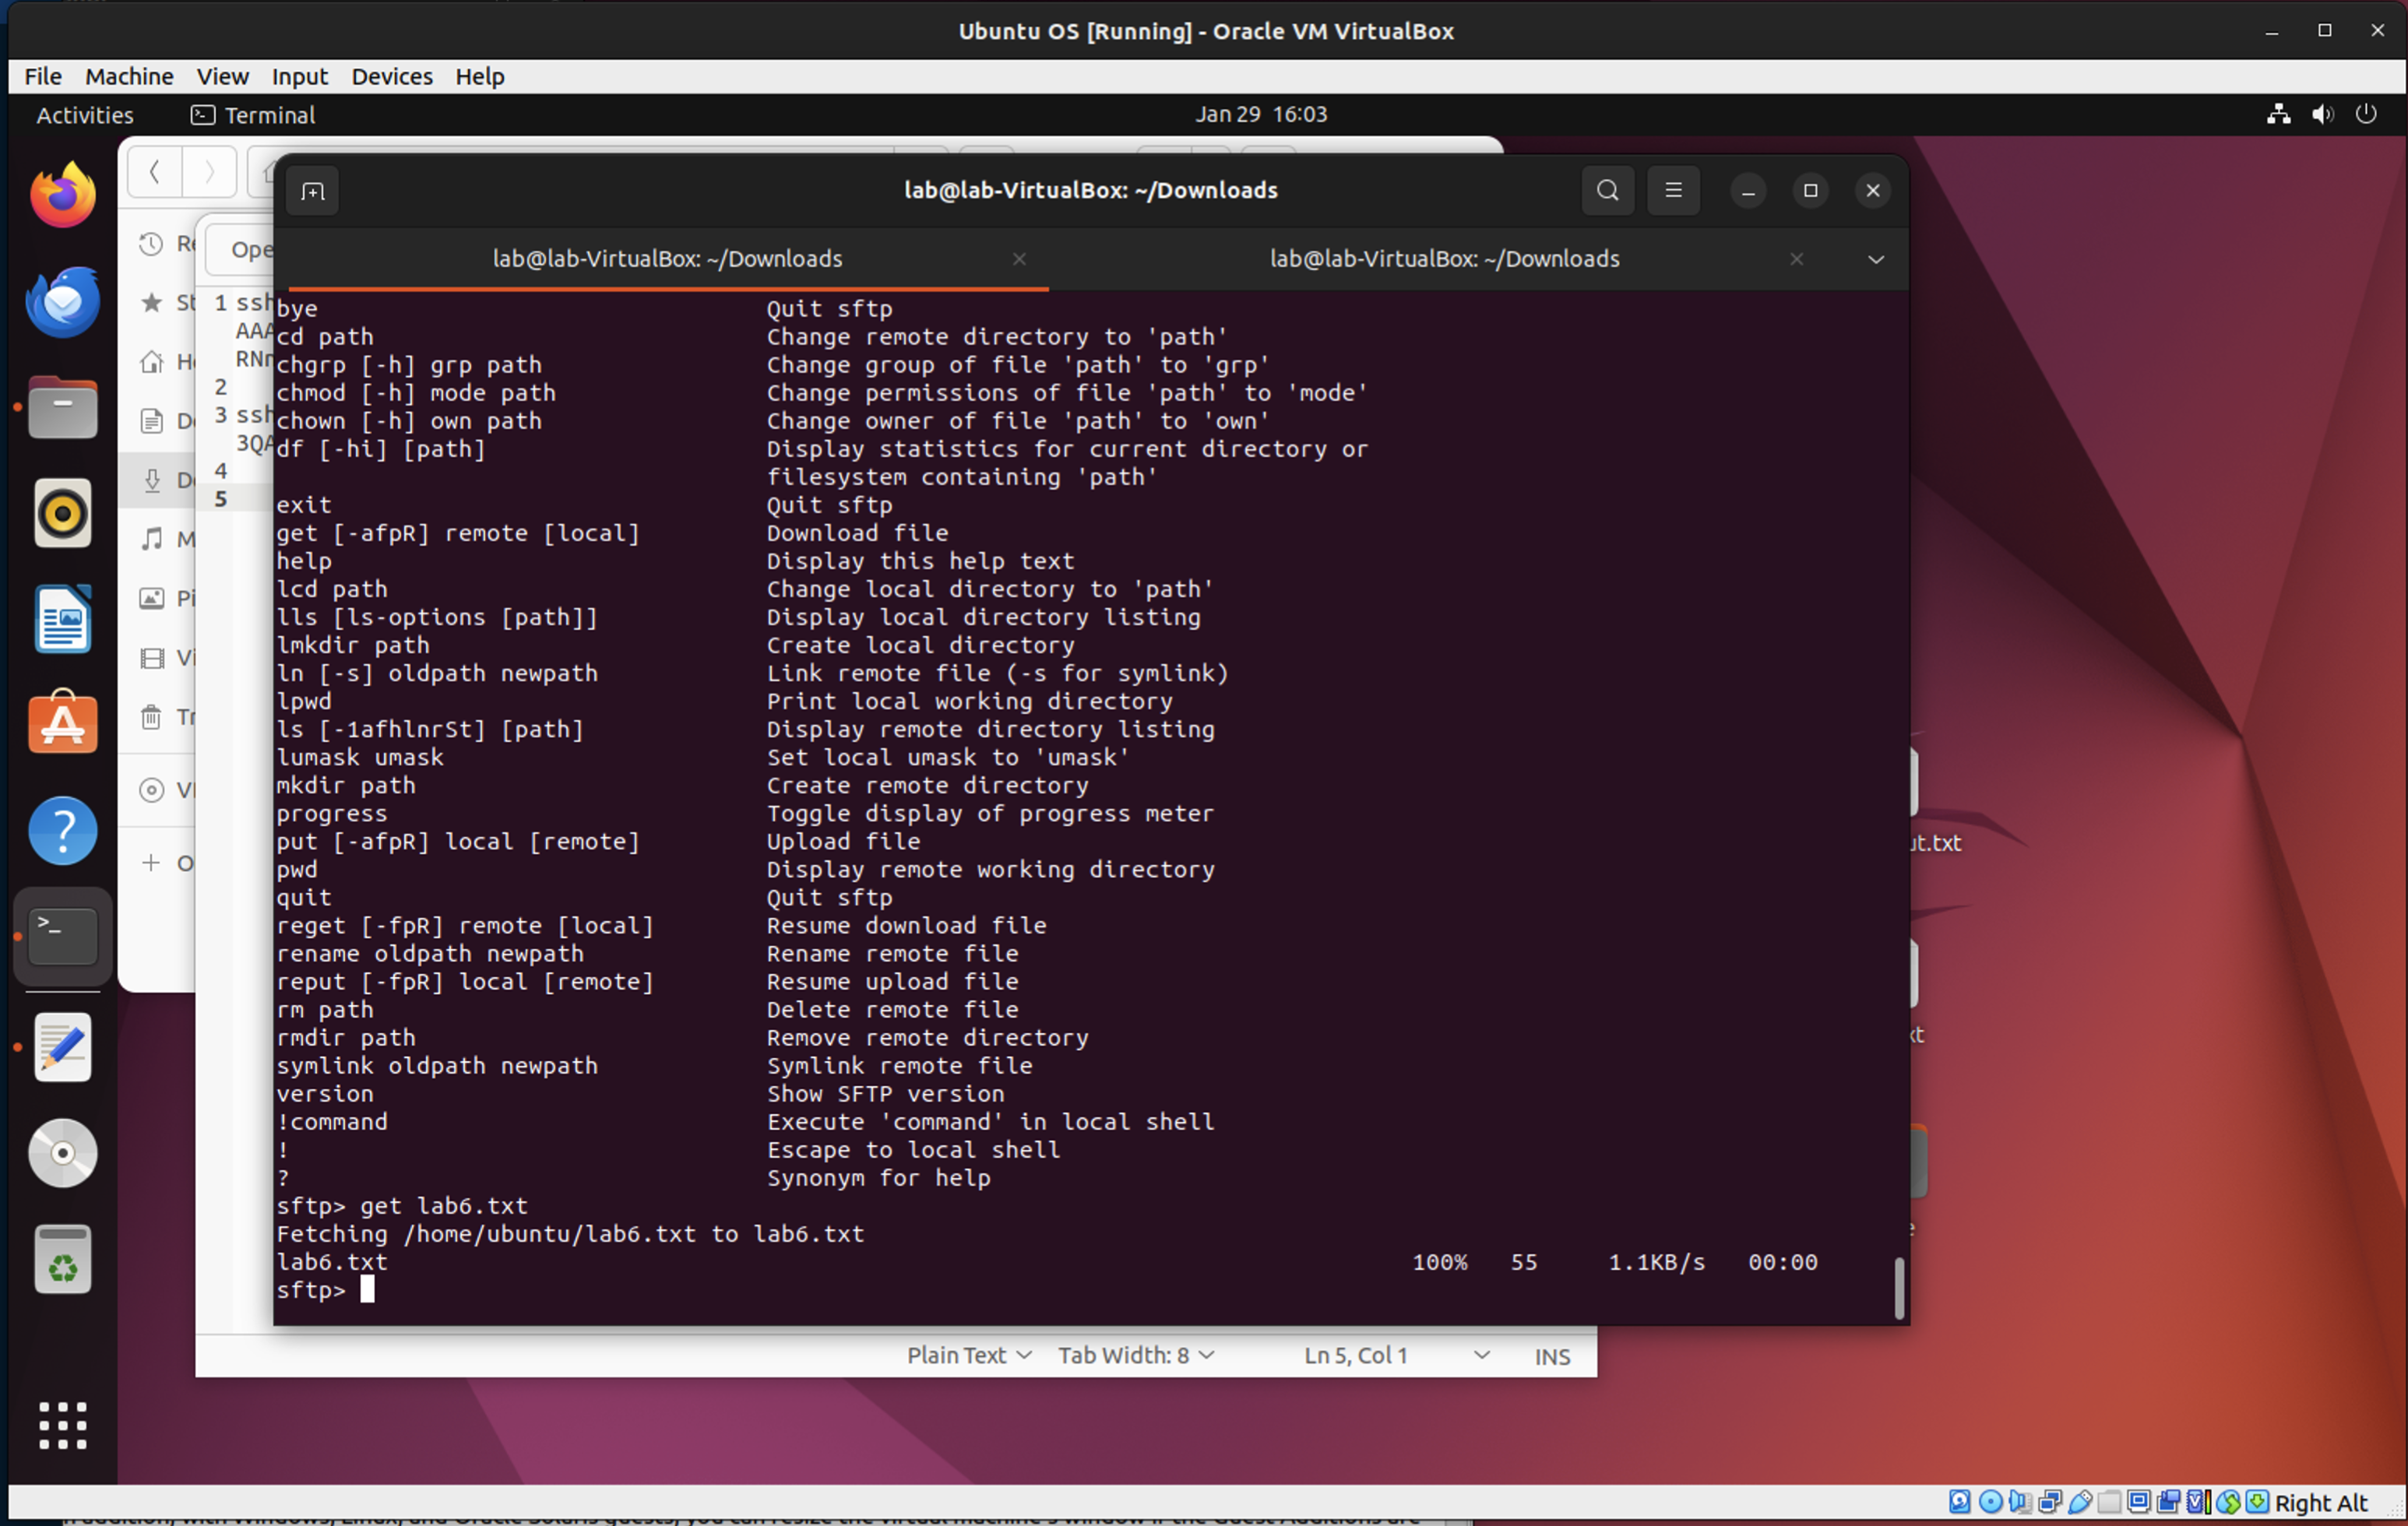 Ubuntu OS [Running] - Oracle VM VirtualBox
File Machine View Input Devices Help
Activities Terminal Jan 29 16:03
lab@lab-VirtualBox: ~/Downloads
lab@lab-VirtualBox: ~/Downloads lab@lab-VirtualBox: ~/Downloads
Ope
1 ssh
AAA
2
3 ssh
3QA
4
5
bye Quit sftp
cd path Change remote directory to 'path'
chgrp [-h] grp path Change group of file 'path' to 'grp'
chmod [-h] mode path Change permissions of file 'path' to 'mode'
chown [-h] own path Change owner of file 'path' to 'own'
df [-hi] [path] Display statistics for current directory or
filesystem containing 'path'
exit Quit sftp
get [-afpR] remote [local] Download file
help Display this help text
lcd path Change local directory to 'path'
lls [ls-options [path]] Display local directory listing
lmkdir path Create local directory
ln [-s] oldpath newpath Link remote file (-s for symlink)
lpwd Print local working directory
ls [-1afhlnrSt] [path] Display remote directory listing
lumask umask Set local umask to 'umask'
mkdir path Create remote directory
progress Toggle display of progress meter
put [-afpR] local [remote] Upload file
pwd Display remote working directory
quit Quit sftp
reget [-fpR] remote [local] Resume download file
rename oldpath newpath Rename remote file
reput [-fpR] local [remote] Resume upload file
rm path Delete remote file
rmdir path Remove remote directory
symlink oldpath newpath Symlink remote file
version Show SFTP version
!command Execute 'command' in local shell
! Escape to local shell
? Synonym for help
sftp> get lab6.txt
Fetching /home/ubuntu/lab6.txt to lab6.txt
lab6.txt 100% 55 1.1KB/s 00:00
sftp>
ut.txt
Plain Text Tab Width: 8 Ln 5, Col 1 INS
Right Alt